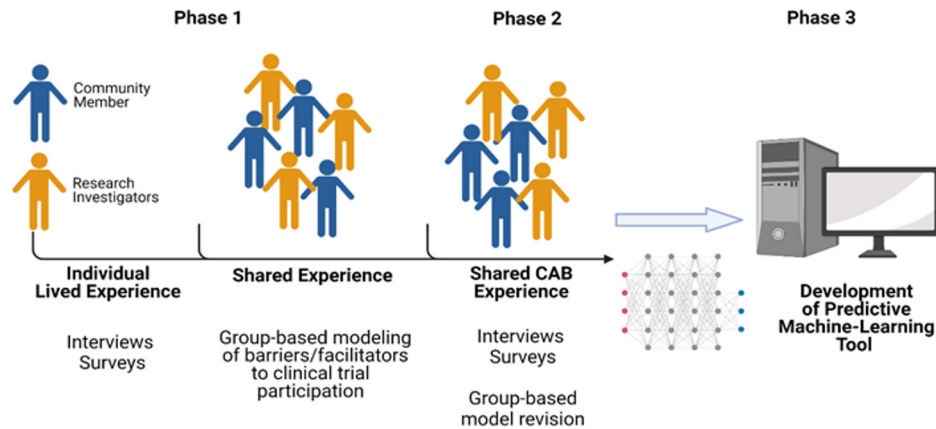 Phase 1
Phase 2
Phase 3
Community
Member
Research
Investigators
Individual
Lived Experience
Interviews
Surveys
Shared Experience
Group-based modeling
of barriers/facilitators
to clinical trial
participation
Shared CAB
Experience
Interviews
Surveys
Group-based
model revision
Development
of Predictive
Machine-Learning
Tool